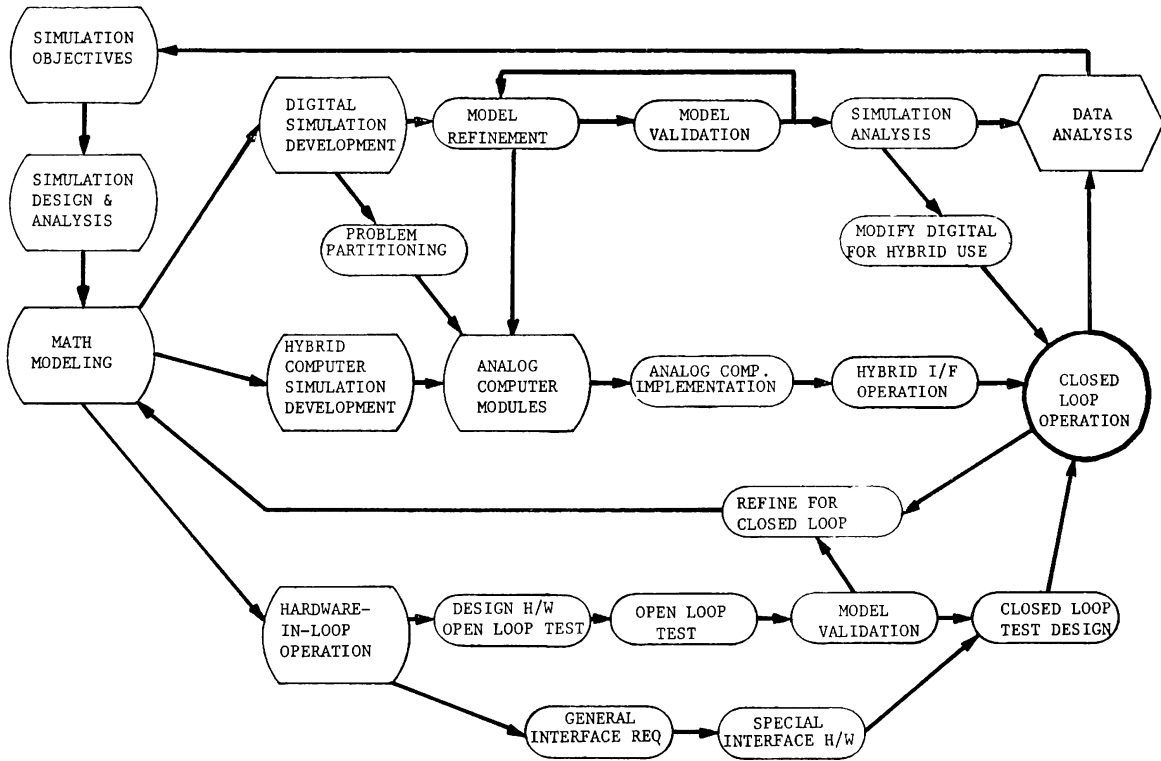 SIMULATION
OBJECTIVES
SIMULATION
DESIGN &
ANALYSIS
MATH
MODELING
DIGITAL
SIMULATION
DEVELOPMENT
MODEL
REFINEMENT
MODEL
VALIDATION
SIMULATION
ANALYSIS
DATA
ANALYSIS
PROBLEM
PARTITIONING
MODIFY DIGITAL
FOR HYBRID USE
HYBRID
COMPUTER
SIMULATION
DEVELOPMENT
ANALOG
COMPUTER
MODULES
ANALOG COMP.
IMPLEMENTATION
HYBRID I/F
OPERATION
CLOSED
LOOP
OPERATION
REFINE FOR
CLOSED LOOP
HARDWARE-
IN-LOOP
OPERATION
DESIGN H/W
OPEN LOOP TEST
OPEN LOOP
TEST
MODEL
VALIDATION
CLOSED LOOP
TEST DESIGN
GENERAL
INTERFACE REQ
SPECIAL
INTERFACE H/W